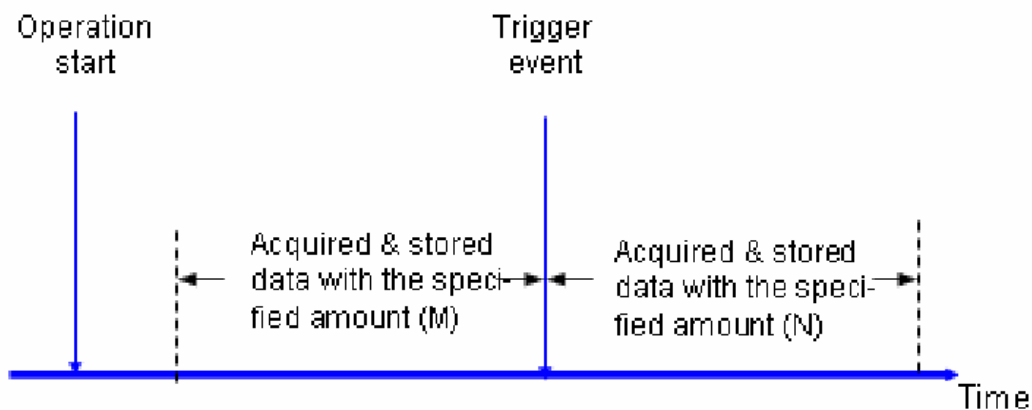 Operation
start
Trigger
event
Acquired & stored
data with the speci-
fied amount (M)
Acquired & stored
data with the speci-
fied amount (N)
Time